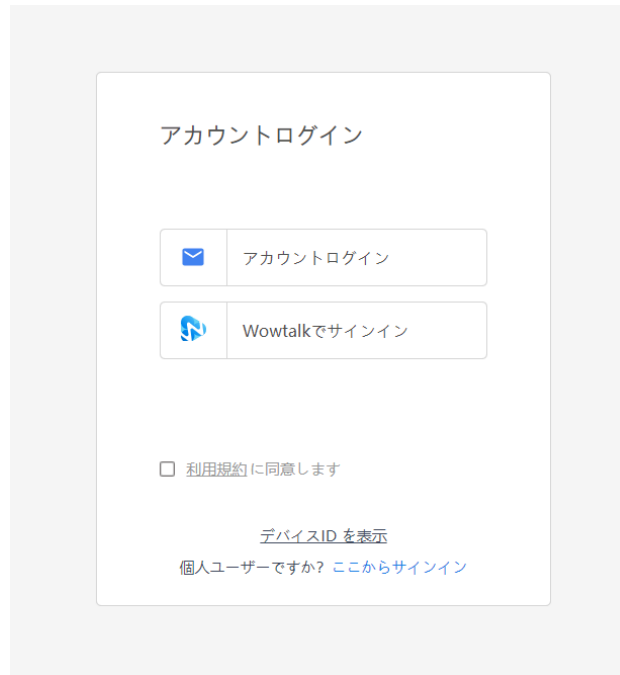 アカウントログイン
アカウントログイン
Wowtalkでサインイン
利用規約に同意します
デバイスID を表示
個人ユーザーですか? ここからサインイン